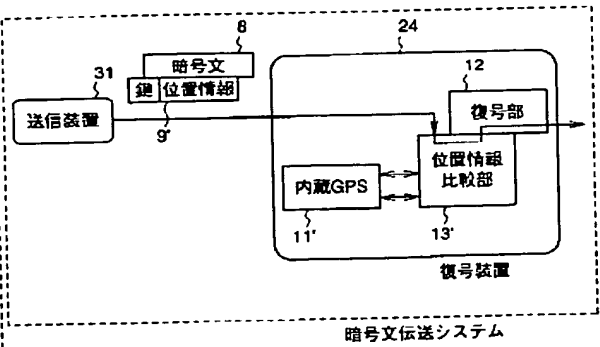 8
24
31
暗号文
12
鍵 位置情報
送信装置
9'
復号部
位置情報
比較部
内蔵GPS
11'
13'
復号装置
暗号文伝送システム